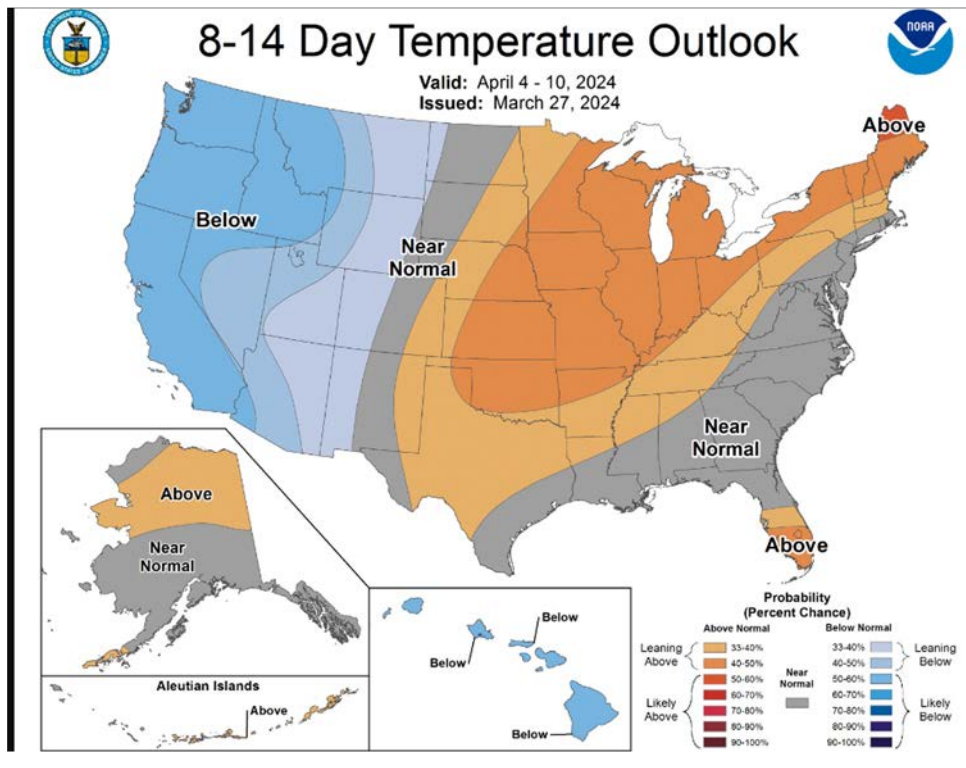 8-14 Day Temperature Outlook
Valid: April 4 - 10, 2024
Issued: March 27, 2024
NOAA
Above
Below
Near
Normal
Near
Normal
Above
Above
Near
Normal
Aleutian Islands
Above
Below
Below
Below
Probability
(Percent Chance)
Above Normal
Below Normal
Leaning
Above
33-40%
40-50%
Likely
Above
50-60%
60-70%
70-80%
80-90%
90-100%
Near
Normal
33-40%
40-50%
Leaning
Below
50-60%
60-70%
70-80%
80-90%
90-100%
Likely
Below